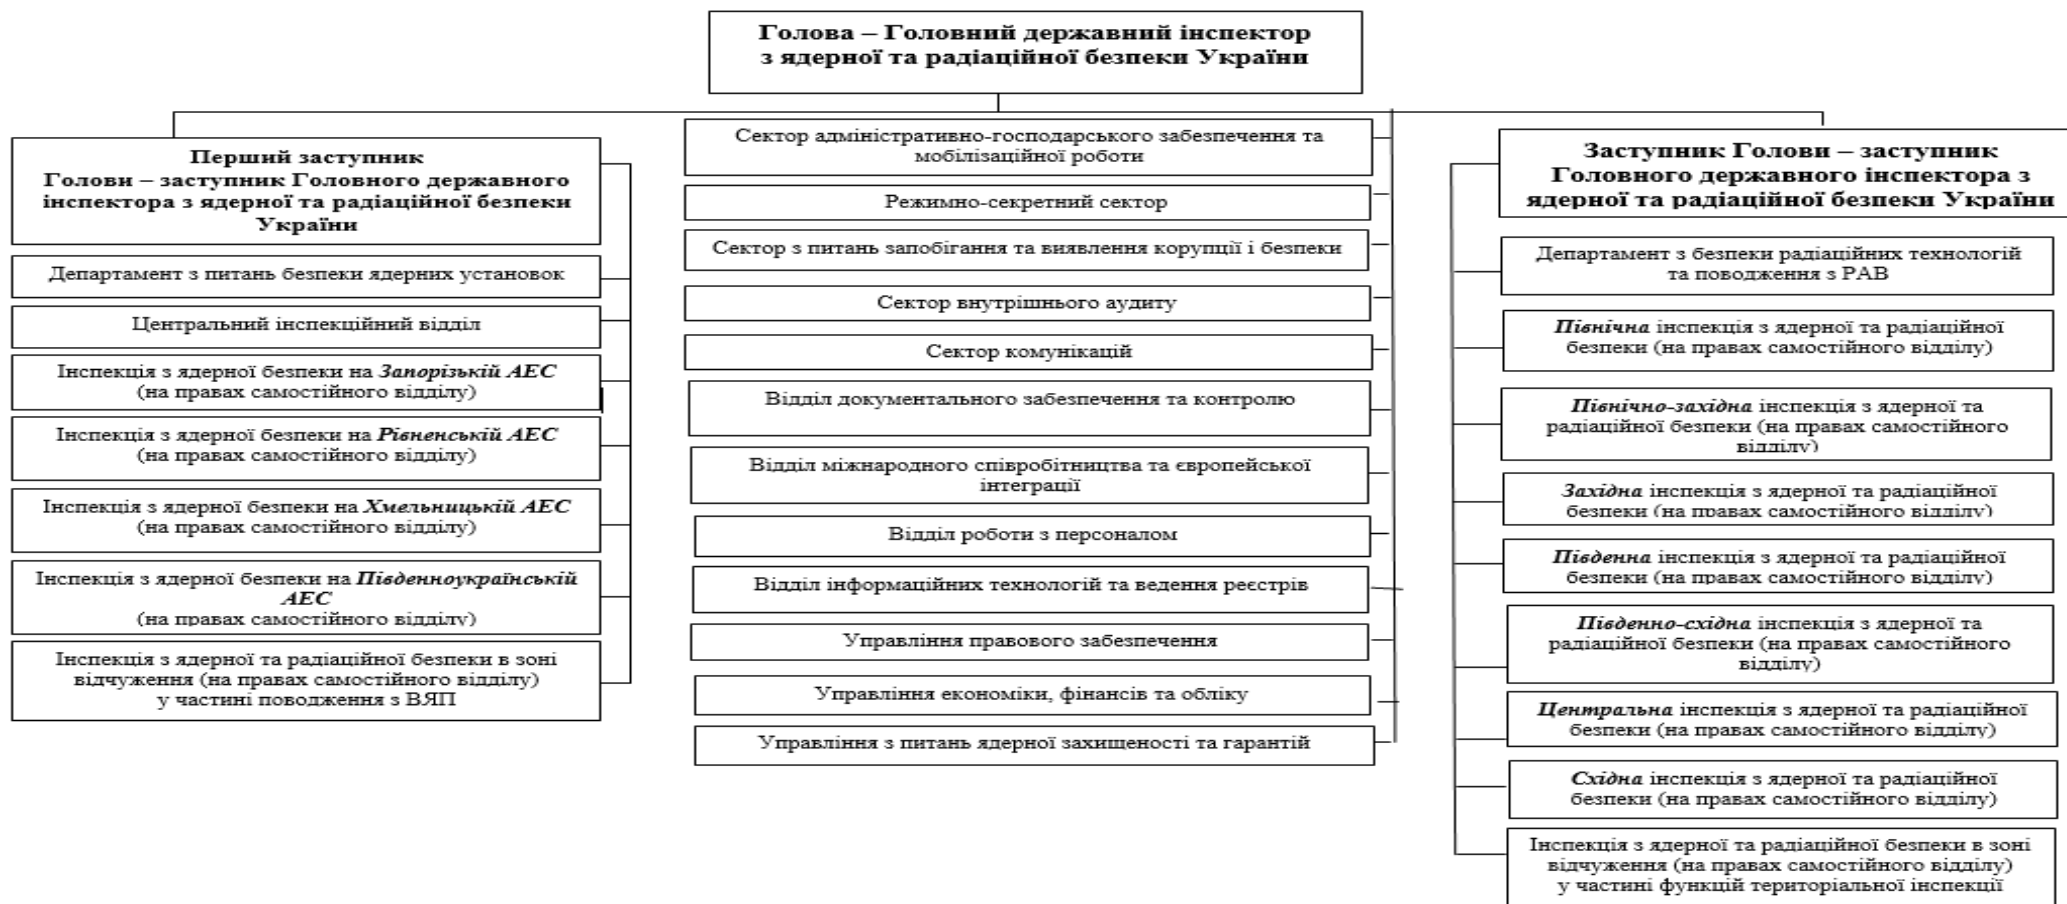 Голова – Головний державний інспектор
з ядерної та радіаційної безпеки України
Перший заступник
Голови – заступник Головного державного
інспектора з ядерної та радіаційної безпеки
України
Департамент з питань безпеки ядерних установок
Центральний інспекційний відділ
Інспекція з ядерної безпеки на Запорізькій АЕС
(на правах самостійного відділу)
Інспекція з ядерної безпеки на Рівненській АЕС
(на правах самостійного відділу)
Інспекція з ядерної безпеки на Хмельницькій АЕС
(на правах самостійного відділу)
Інспекція з ядерної безпеки на Південноукраїнській
АЕС
(на правах самостійного відділу)
Інспекція з ядерної та радіаційної безпеки в зоні
відчуження (на правах самостійного відділу)
у частині поводження з ВЯП
Сектор адміністративно-господарського забезпечення та
мобілізаційної роботи
Режимно-секретний сектор
Сектор з питань запобігання та виявлення корупції і безпеки
Сектор внутрішнього аудиту
Сектор комунікацій
Відділ документального забезпечення та контролю
Відділ міжнародного співробітництва та європейської
інтеграції
Відділ роботи з персоналом
Відділ інформаційних технологій та ведення реєстрів
Управління правового забезпечення
Управління економіки, фінансів та обліку
Управління з питань ядерної захищеності та гарантій
Заступник Голови – заступник
Головного державного інспектора з
ядерної та радіаційної безпеки України
Департамент з безпеки радіаційних технологій
та поводження з РАВ
Північна інспекція з ядерної та радіаційної
безпеки (на правах самостійного відділу)
Північно-західна інспекція з ядерної та
радіаційної безпеки (на правах самостійного
відділу)
Західна інспекція з ядерної та радіаційної
безпеки (на правах самостійного відділу)
Південна інспекція з ядерної та радіаційної
безпеки (на правах самостійного відділу)
Південно-східна інспекція з ядерної та
радіаційної безпеки (на правах самостійного
відділу)
Центральна інспекція з ядерної та радіаційної
безпеки (на правах самостійного відділу)
Східна інспекція з ядерної та радіаційної
безпеки (на правах самостійного відділу)
Інспекція з ядерної та радіаційної безпеки в зоні
відчуження (на правах самостійного відділу)
у частині функцій територіальної інспекції